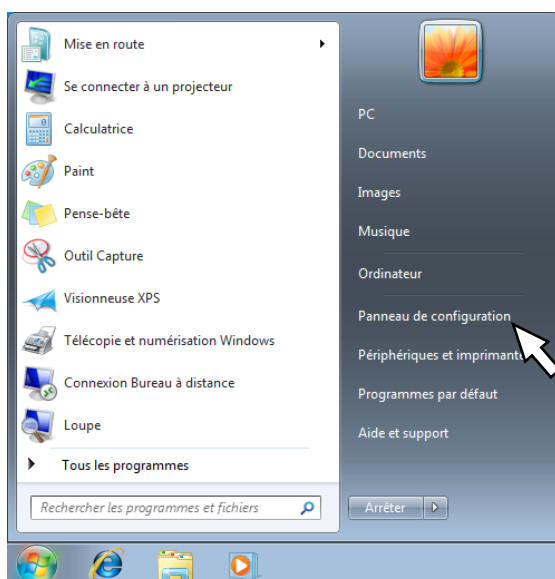 Mise en route
Se connecter à un projecteur
Calculatrice
Paint
Pense-bête
Outil Capture
Visionneuse XPS
Télécopie et numérisation Windows
Connexion Bureau à distance
Loupe
Tous les programmes
Rechercher les programmes et fichiers
PC
Documents
Images
Musique
Ordinateur
Panneau de configuration
Périphériques et imprimante
Programmes par défaut
Aide et support
Arrêter